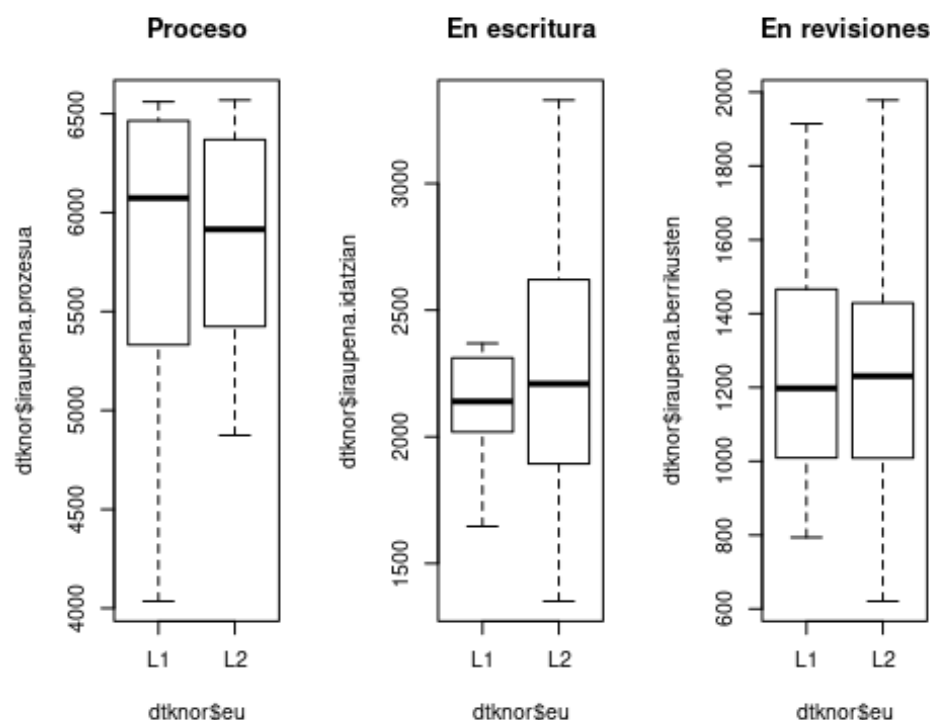 Proceso
dtknor$iraupena.prozesua
6500
6000
5500
5000
4500
4000
L1 L2
dtknor$eu
En escritura
dtknor$iraupena.idatzian
3000
2500
2000
1500
L1 L2
dtknor$eu
En revisiones
dtknor$iraupena.berrikusten
2000
1800
1600
1400
1200
1000
800
600
L1 L2
dtknor$eu